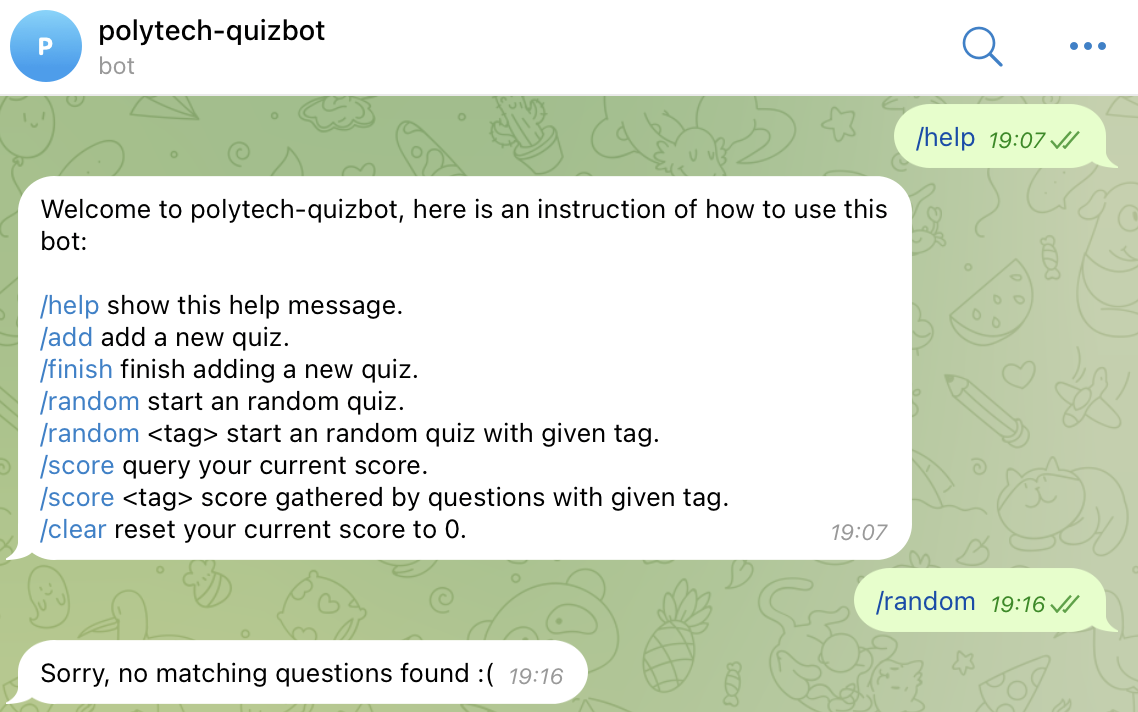 P
polytech-quizbot
bot
/help 19:07
Welcome to polytech-quizbot, here is an instruction of how to use this
bot:
/help show this help message.
/add add a new quiz.
/finish finish adding a new quiz.
/random start an random quiz.
/random <tag> start an random quiz with given tag.
/score query your current score.
/score <tag> score gathered by questions with given tag.
/clear reset your current score to 0.
19:07
/random 19:16
Sorry, no matching questions found :( 19:16